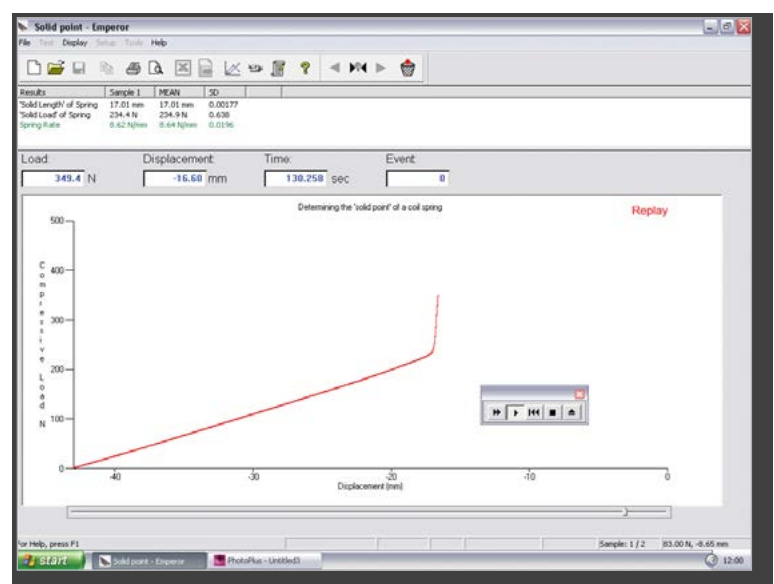 Solid point - Emperor
File Test Display Setup Tools Help
Results Sample 1 MEAN SD
'Solid Length' of Spring 17.01 mm 17.01 mm 0.00177
'Solid Load' of Spring 234.4 N 234.9 N 0.638
Spring Rate 8.62 N/mm 8.64 N/mm 0.0196
Load: Displacement: Time: Event:
349.4 N -16.60 mm 130.258 sec 0
Determining the 'solid point' of a coil spring
Replay
500
400
300
200
100
0
Compressive Load N
-40 -30 -20 -10 0
Displacement (mm)
For Help, press F1 Sample: 1 / 2 83.00 N, -8.65 mm
start Solid point - Emperor PhotoPlus - Untitled3 12:00